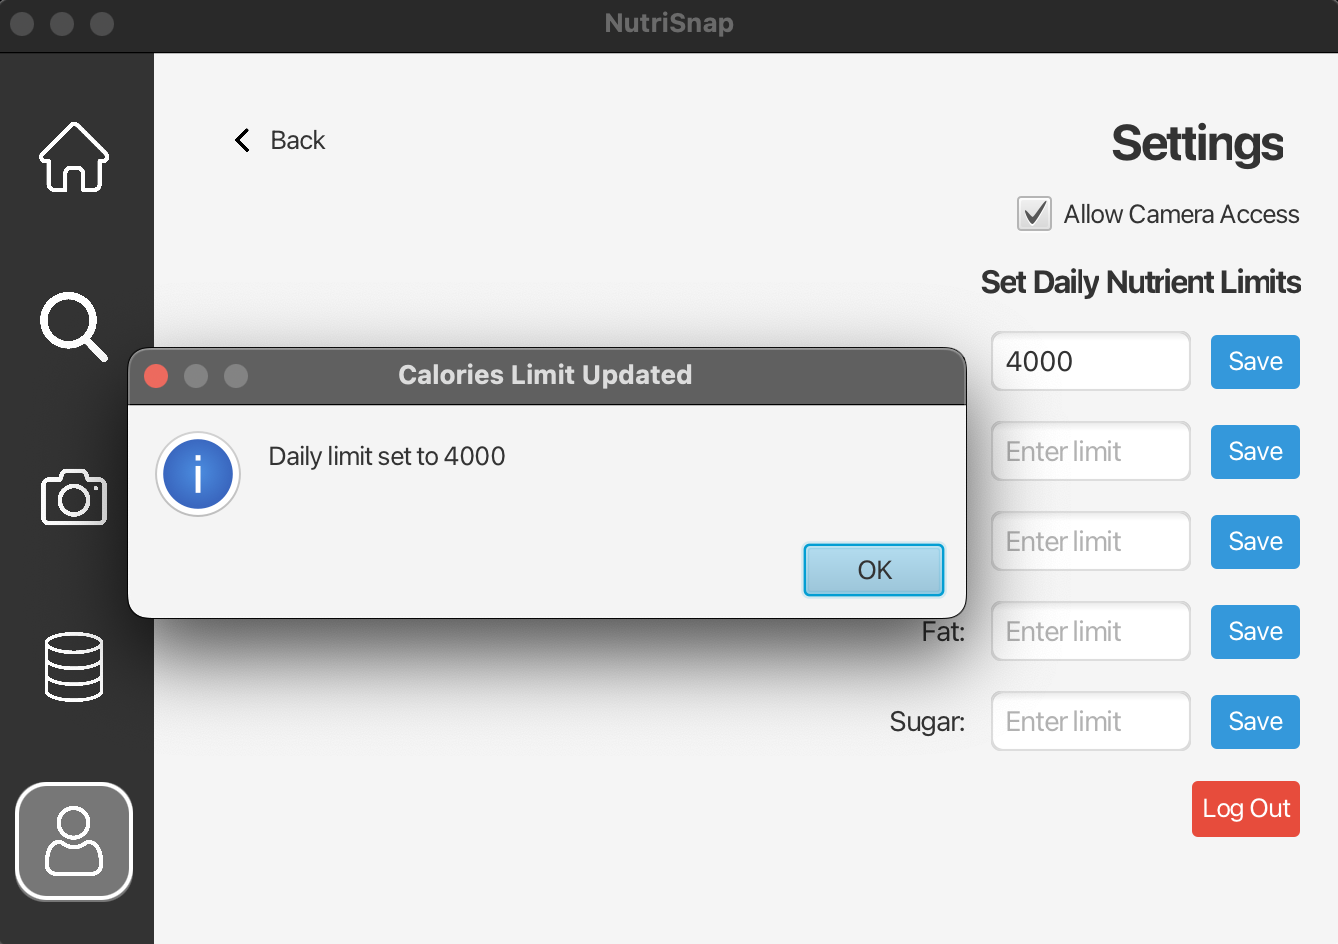 NutriSnap
Back
Settings
Allow Camera Access
Set Daily Nutrient Limits
4000 Save
Calories Limit Updated
Daily limit set to 4000
OK
Enter limit Save
Enter limit Save
Fat: Enter limit Save
Sugar: Enter limit Save
Log Out